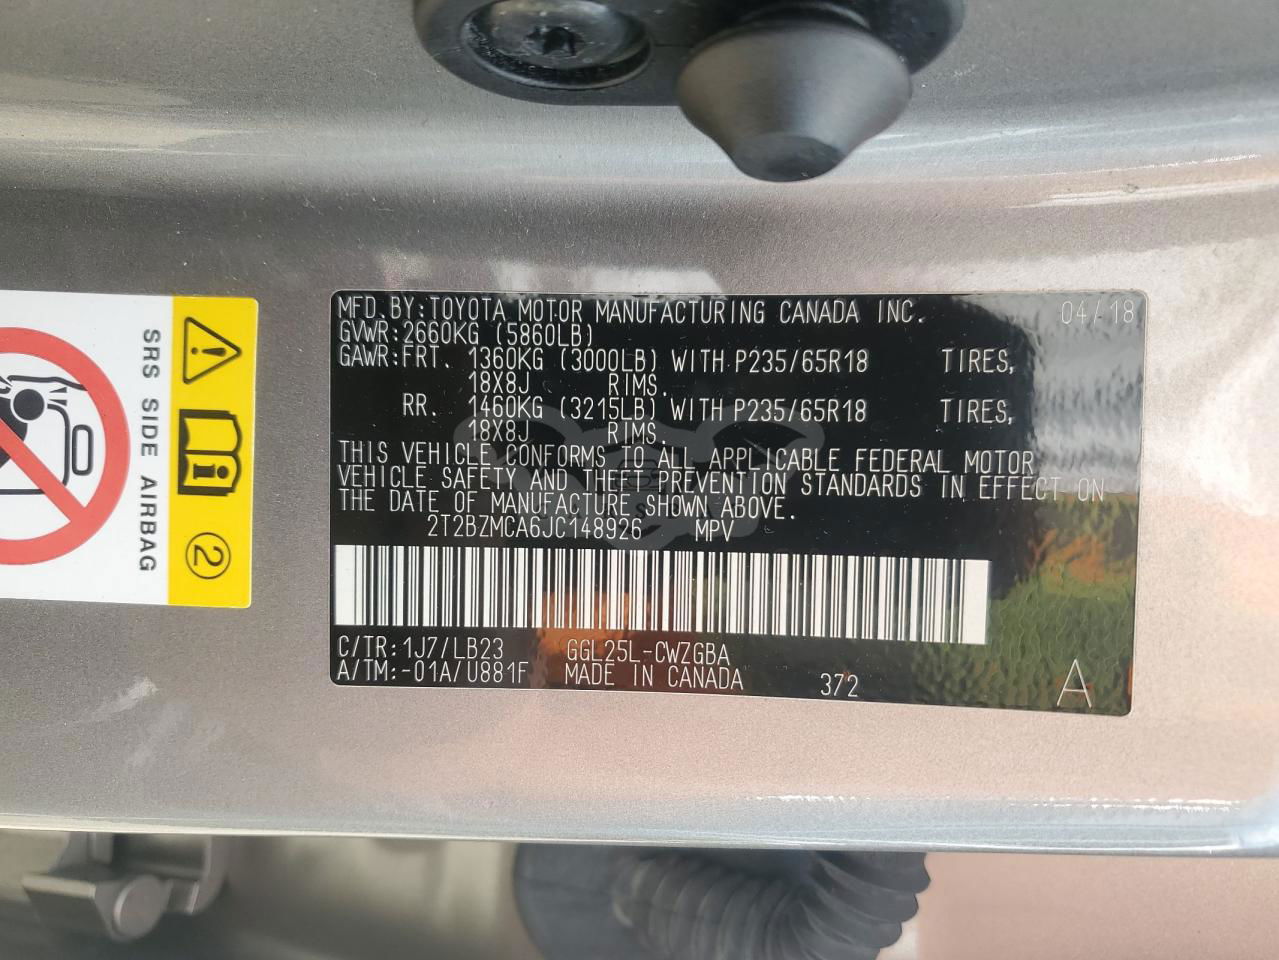 MFD.BY:TOYOTA MOTOR MANUFACTURING CANADA INC. 04/18
GVWR:2660KG (5860LB)
GAWR:FRT. 1360KG (3000LB) WITH P235/65R18 TIRES,
18X8J RIMS.
RR. 1460KG (3215LB) WITH P235/65R18 TIRES,
18X8J RIMS.
THIS VEHICLE CONFORMS TO ALL APPLICABLE FEDERAL MOTOR
VEHICLE SAFETY AND THEFT PREVENTION STANDARDS IN EFFECT ON
THE DATE OF MANUFACTURE SHOWN ABOVE.
2T2BZMCA6JC148926 MPV
C/TR:1J7/LB23 GGL25L-CWZGBA
A/TM:-01A/U881F MADE IN CANADA 372 A
SRS SIDE AIRBAG
2